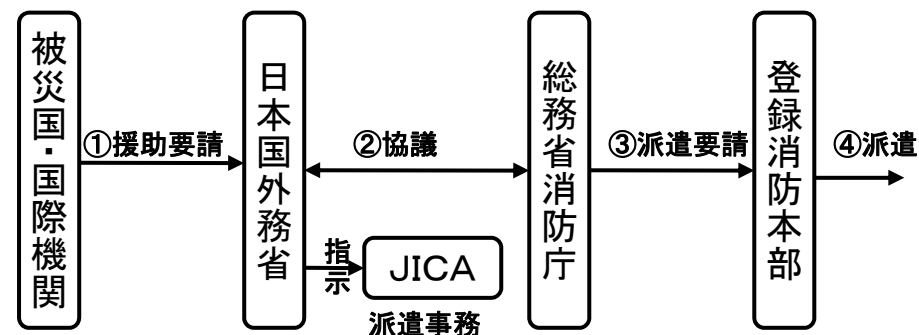 被災国・国際機関
①援助要請
日本国外務省
②協議
総務省消防庁
③派遣要請
登録消防本部
④派遣
指示
JICA
派遣事務